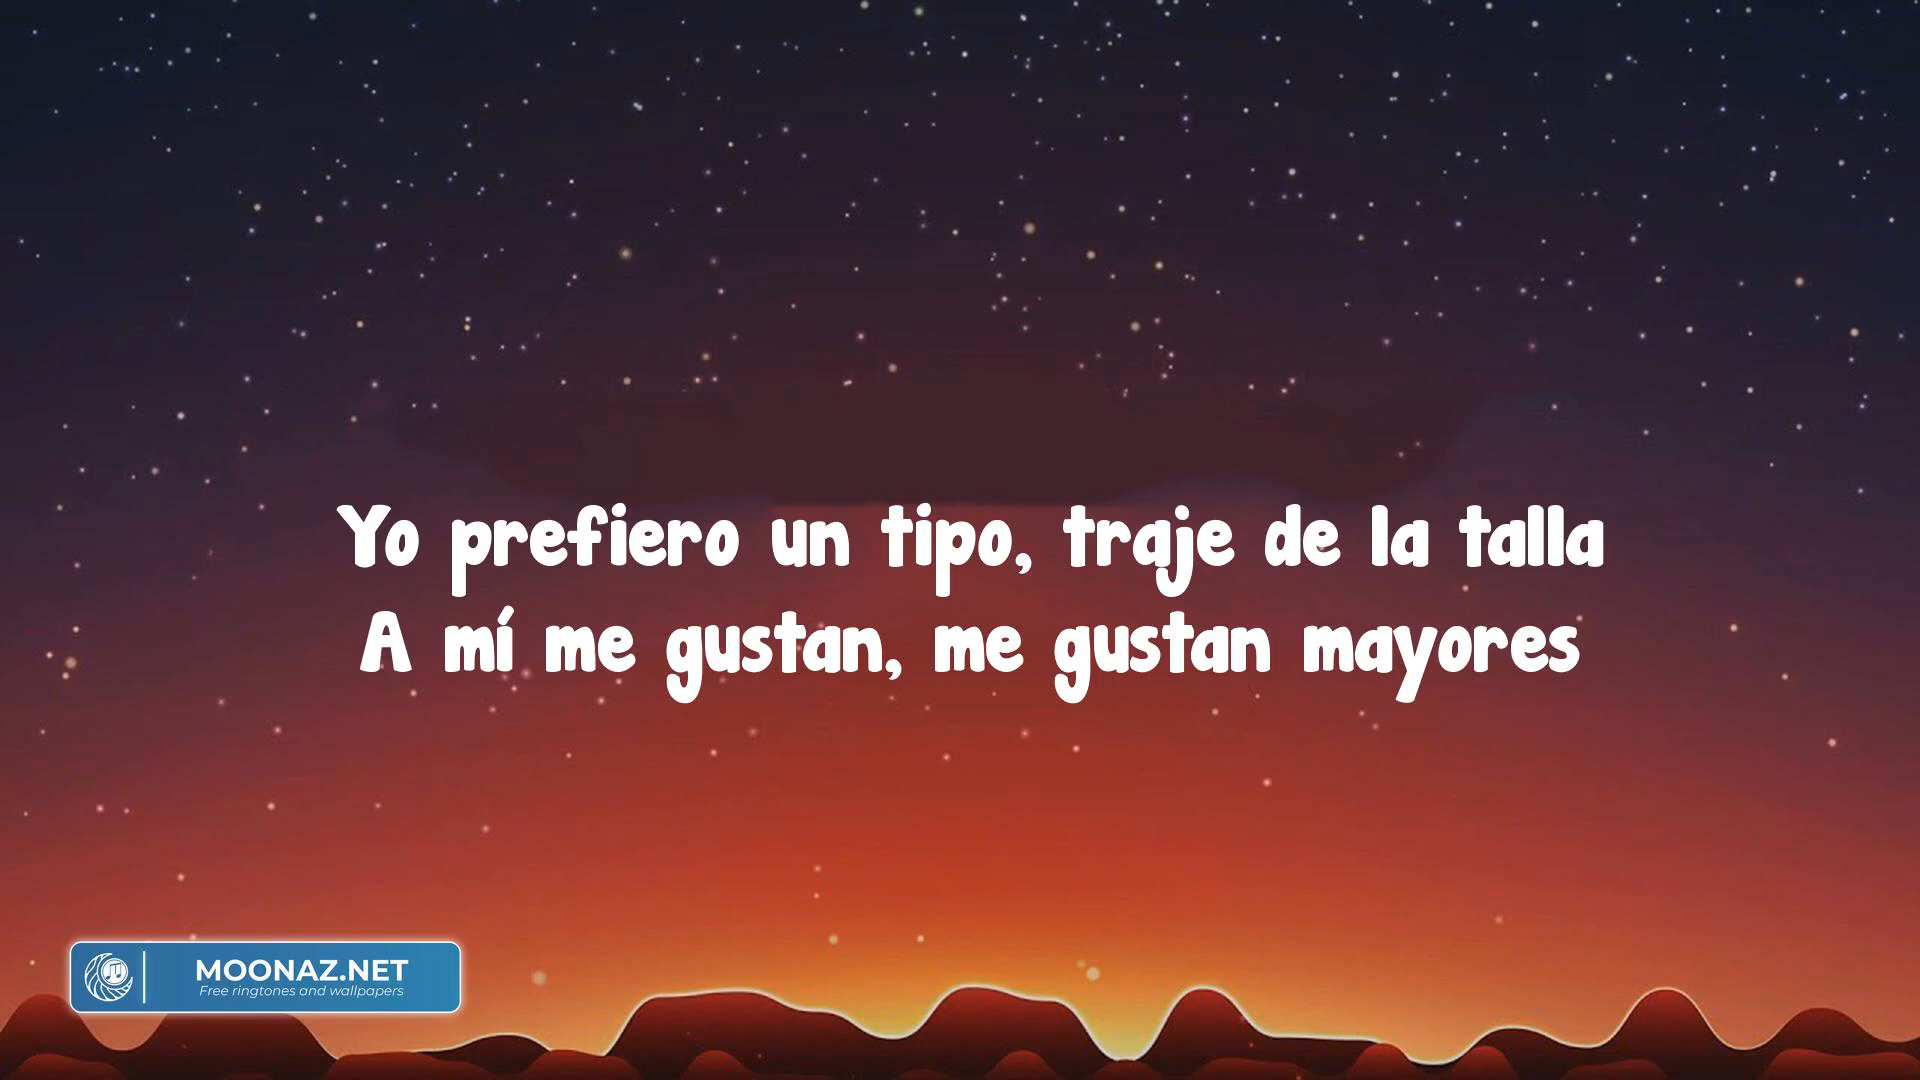 Yo prefiero un tipo, traje de la talla
A mí me gustan, me gustan mayores
MOONAZ.NET
Free ringtones and wallpapers